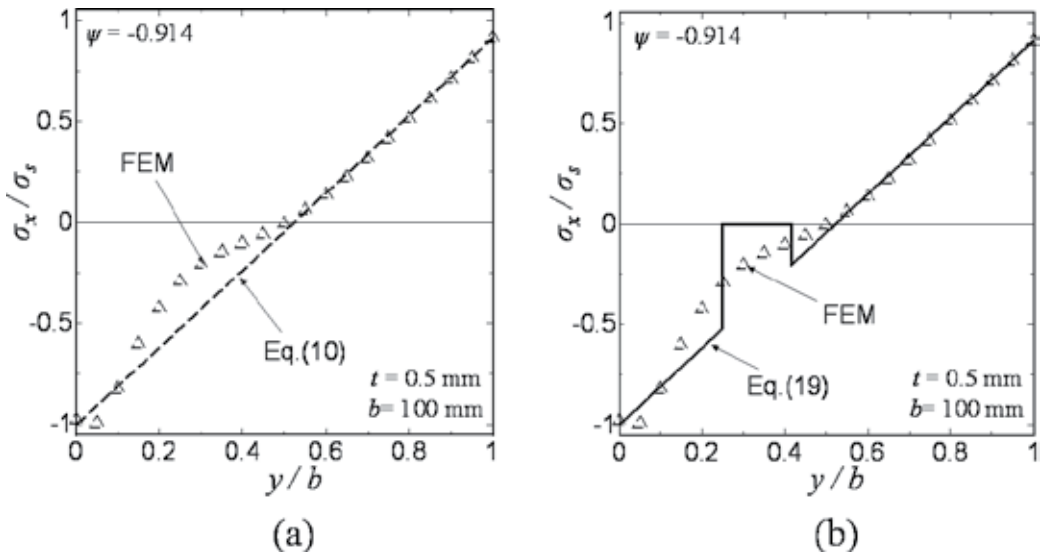 1
ψ = -0.914
0.5
FEM
σx / σs
0
-0.5
Eq.(10)
t = 0.5 mm
b= 100 mm
-1
0 0.2 0.4 0.6 0.8 1
y / b
(a)
1
ψ = -0.914
0.5
σx / σs
0
FEM
-0.5
Eq.(19)
t = 0.5 mm
b= 100 mm
-1
0 0.2 0.4 0.6 0.8 1
y / b
(b)